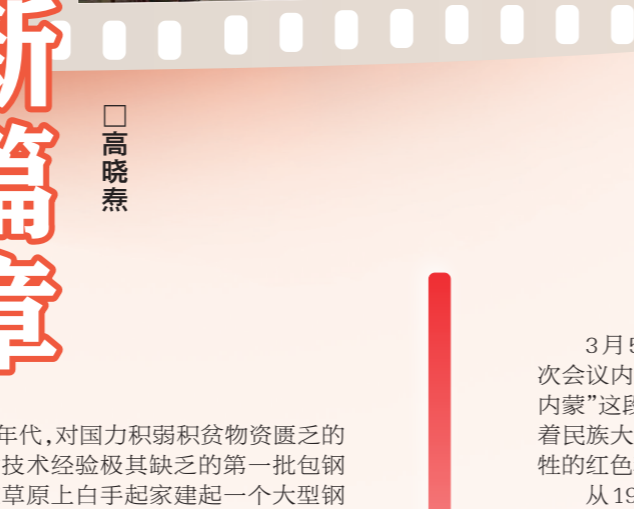 新篇章
□高晓焘
年代,对国力积弱积贫物资匮乏的
技术经验极其缺乏的第一批包钢
草原上白手起家建起一个大型钢
3月5
次会议内
内蒙”这段
着民族大
牲的红色
从19